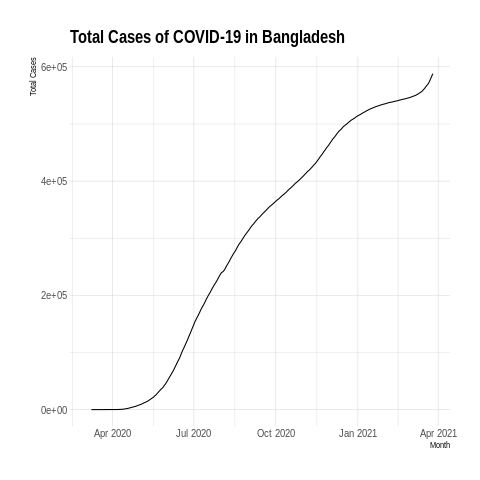 Total Cases of COVID-19 in Bangladesh
Total Cases
6e+05
4e+05
2e+05
0e+00
Apr 2020 Jul 2020 Oct 2020 Jan 2021 Apr 2021
Month